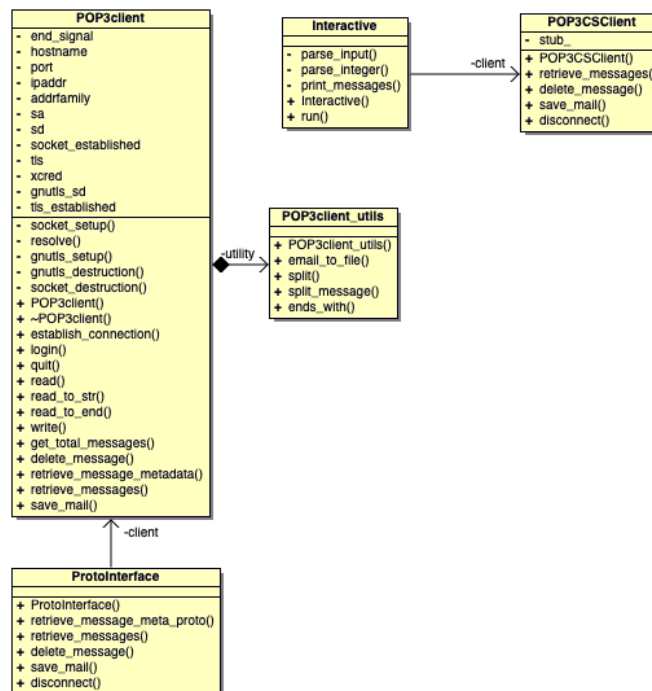 POP3client
- end_signal
- hostname
- port
- ipaddr
- addrfamily
- sa
- sd
- socket_established
- tls
- xcred
- gnutls_sd
- tls_established
- socket_setup()
- resolve()
- gnutls_setup()
- gnutls_destruction()
- socket_destruction()
+ POP3client()
+ ~POP3client()
+ establish_connection()
+ login()
+ quit()
+ read()
+ read_to_str()
+ read_to_end()
+ write()
+ get_total_messages()
+ delete_message()
+ retrieve_message_metadata()
+ retrieve_messages()
+ save_mail()
Interactive
- parse_input()
- parse_integer()
- print_messages()
+ Interactive()
+ run()
-client
POP3CSClient
- stub_
+ POP3CSClient()
+ retrieve_messages()
+ delete_message()
+ save_mail()
+ disconnect()
-utility
POP3client_utils
+ POP3client_utils()
+ email_to_file()
+ split()
+ split_message()
+ ends_with()
-client
ProtoInterface
+ ProtoInterface()
+ retrieve_message_meta_proto()
+ retrieve_messages()
+ delete_message()
+ save_mail()
+ disconnect()